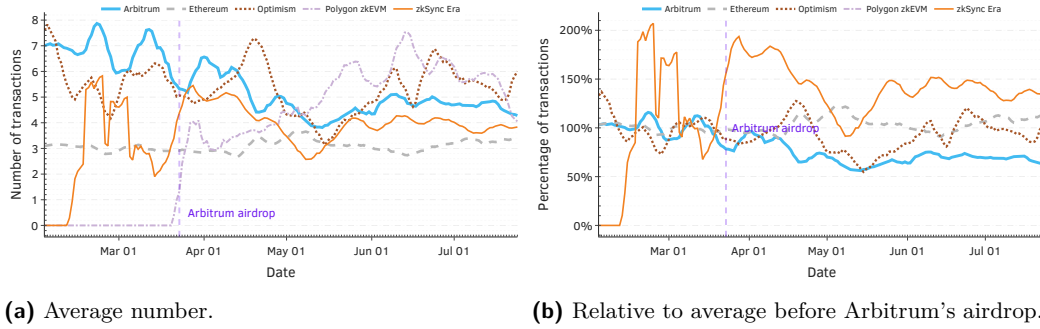 Arbitrum Ethereum Optimism Polygon zkEVM zkSync Era
Number of transactions
8
7
6
5
4
3
2
1
0
Arbitrum airdrop
Mar 01 Apr 01 May 01 Jun 01 Jul 01
Date
(a) Average number.
Arbitrum Ethereum Optimism Polygon zkEVM zkSync Era
Percentage of transactions
200%
150%
100%
50%
0%
Arbitrum airdrop
Mar 01 Apr 01 May 01 Jun 01 Jul 01
Date
(b) Relative to average before Arbitrum's airdrop.